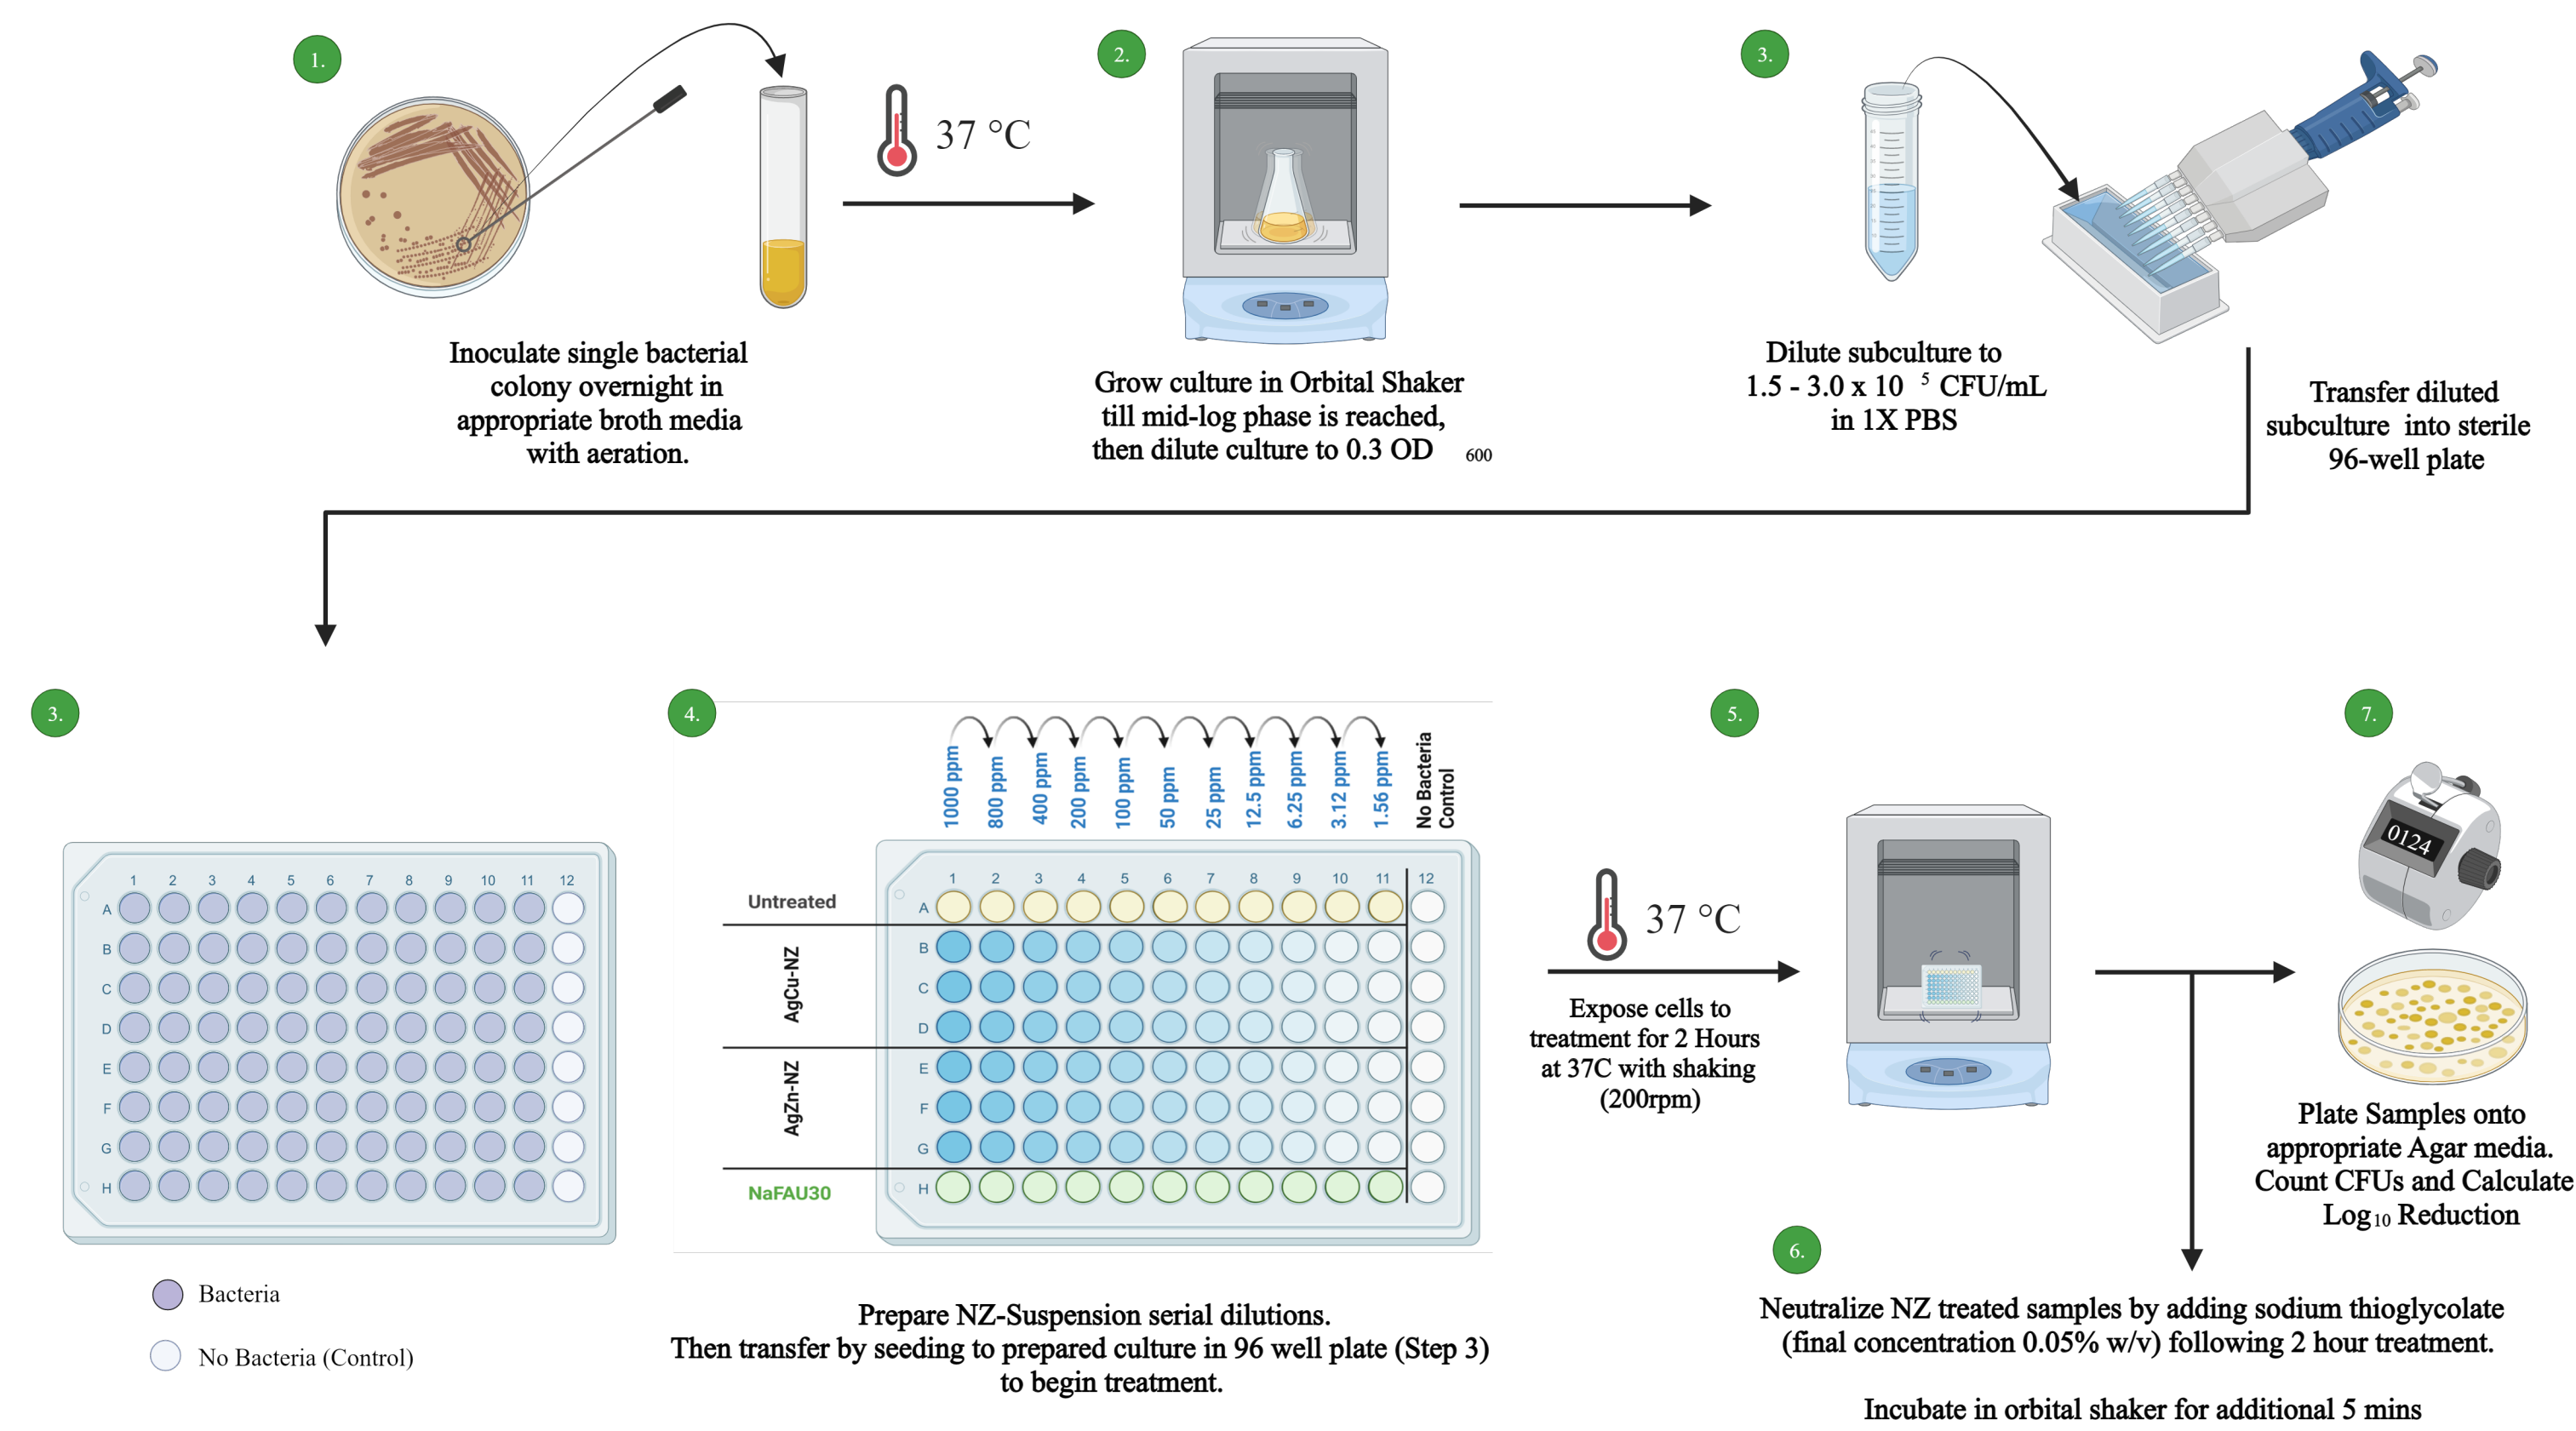 1.
Inoculate single bacterial
colony overnight in
appropriate broth media
with aeration.
37 °C
2.
Grow culture in Orbital Shaker
till mid-log phase is reached,
then dilute culture to 0.3 OD 600
3.
Dilute subculture to
1.5 - 3.0 x 10 5 CFU/mL
in 1X PBS
Transfer diluted
subculture into sterile
96-well plate
3.
1 2 3 4 5 6 7 8 9 10 11 12
A
B
C
D
E
F
G
H
Bacteria
No Bacteria (Control)
4.
1000 ppm
800 ppm
400 ppm
200 ppm
100 ppm
50 ppm
25 ppm
12.5 ppm
6.25 ppm
3.12 ppm
1.56 ppm
No Bacteria
Control
1 2 3 4 5 6 7 8 9 10 11 12
Untreated
AgCu-NZ
AgZn-NZ
NaFAU30
A
B
C
D
E
F
G
H
Prepare NZ-Suspension serial dilutions.
Then transfer by seeding to prepared culture in 96 well plate (Step 3)
to begin treatment.
5.
37 °C
Expose cells to
treatment for 2 Hours
at 37C with shaking
(200rpm)
6.
Neutralize NZ treated samples by adding sodium thioglycolate
(final concentration 0.05% w/v) following 2 hour treatment.
Incubate in orbital shaker for additional 5 mins
7.
0124
Plate Samples onto
appropriate Agar media.
Count CFUs and Calculate
Log10 Reduction